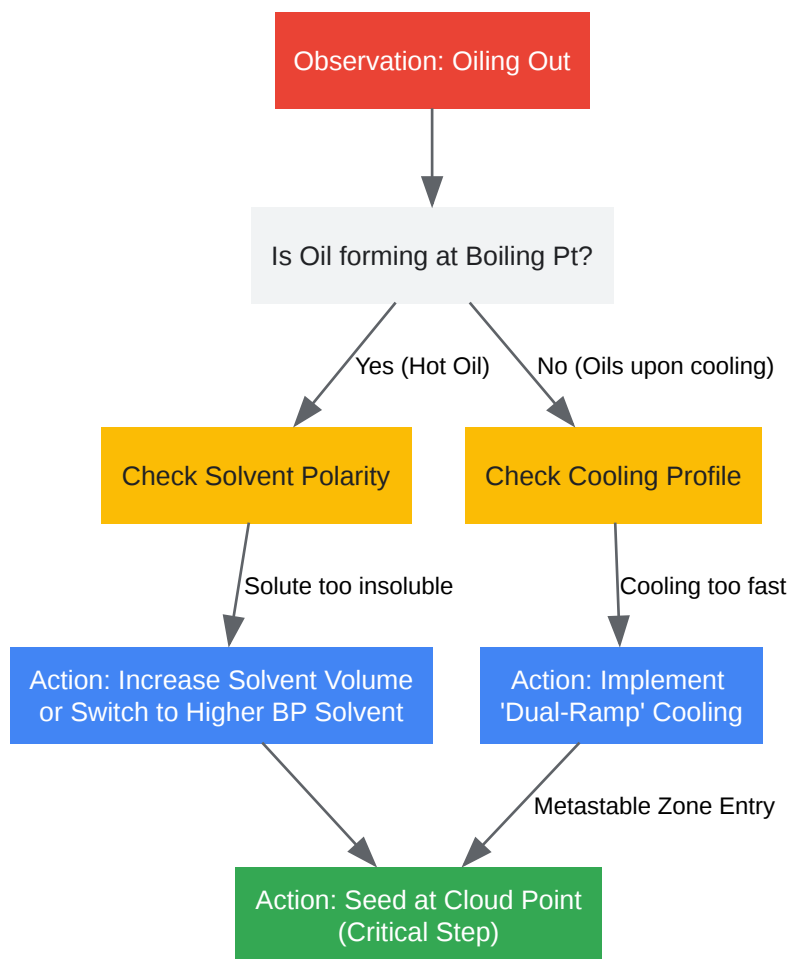 Observation: Oiling Out
Is Oil forming at Boiling Pt?
Yes (Hot Oil)
No (Oils upon cooling)
Check Solvent Polarity
Check Cooling Profile
Solute too insoluble
Cooling too fast
Action: Increase Solvent Volume
or Switch to Higher BP Solvent
Action: Implement
'Dual-Ramp' Cooling
Metastable Zone Entry
Action: Seed at Cloud Point
(Critical Step)